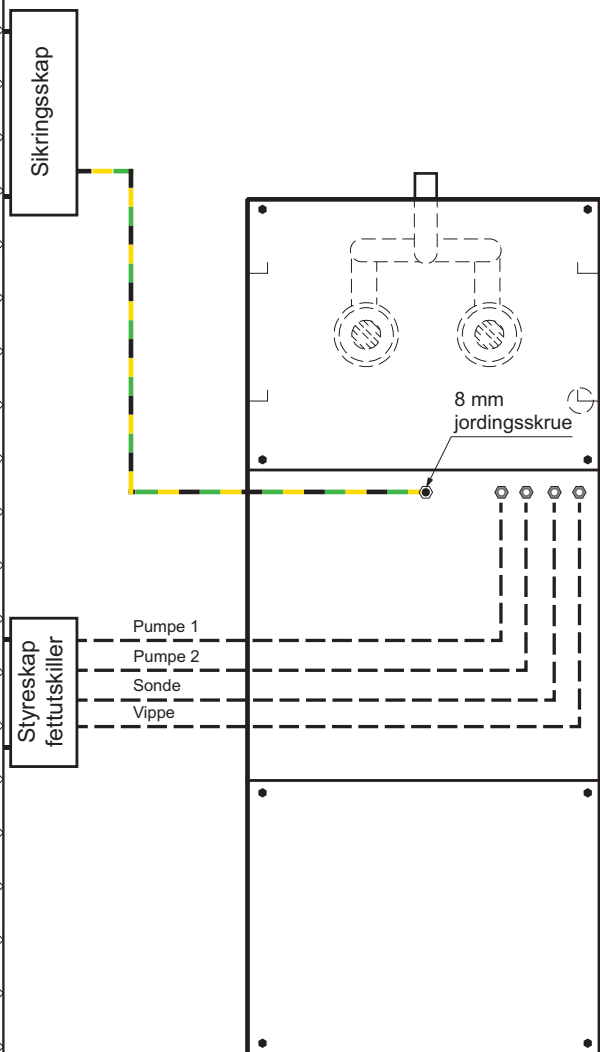 Sikringsskap
8 mm
jordingsskrue
Styreskap
fettutskiller
Pumpe 1
Pumpe 2
Sonde
Vippe